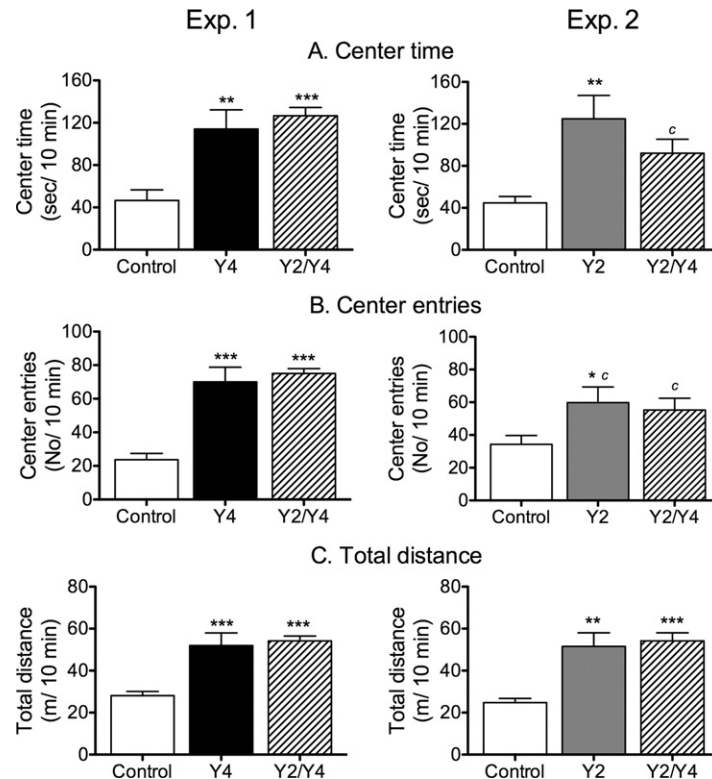 Exp. 1
Exp. 2
A. Center time
Center time
(sec/ 10 min)
160
120
80
40
0
**
***
Control
Y4
Y2/Y4
Center time
(sec/ 10 min)
160
120
80
40
0
**
c
Control
Y2
Y2/Y4
B. Center entries
Center entries
(No/ 10 min)
100
80
60
40
20
0
***
***
Control
Y4
Y2/Y4
Center entries
(No/ 10 min)
100
80
60
40
20
0
* c
c
Control
Y2
Y2/Y4
C. Total distance
Total distance
(m/ 10 min)
80
60
40
20
0
***
***
Control
Y4
Y2/Y4
Total distance
(m/ 10 min)
80
60
40
20
0
**
***
Control
Y2
Y2/Y4